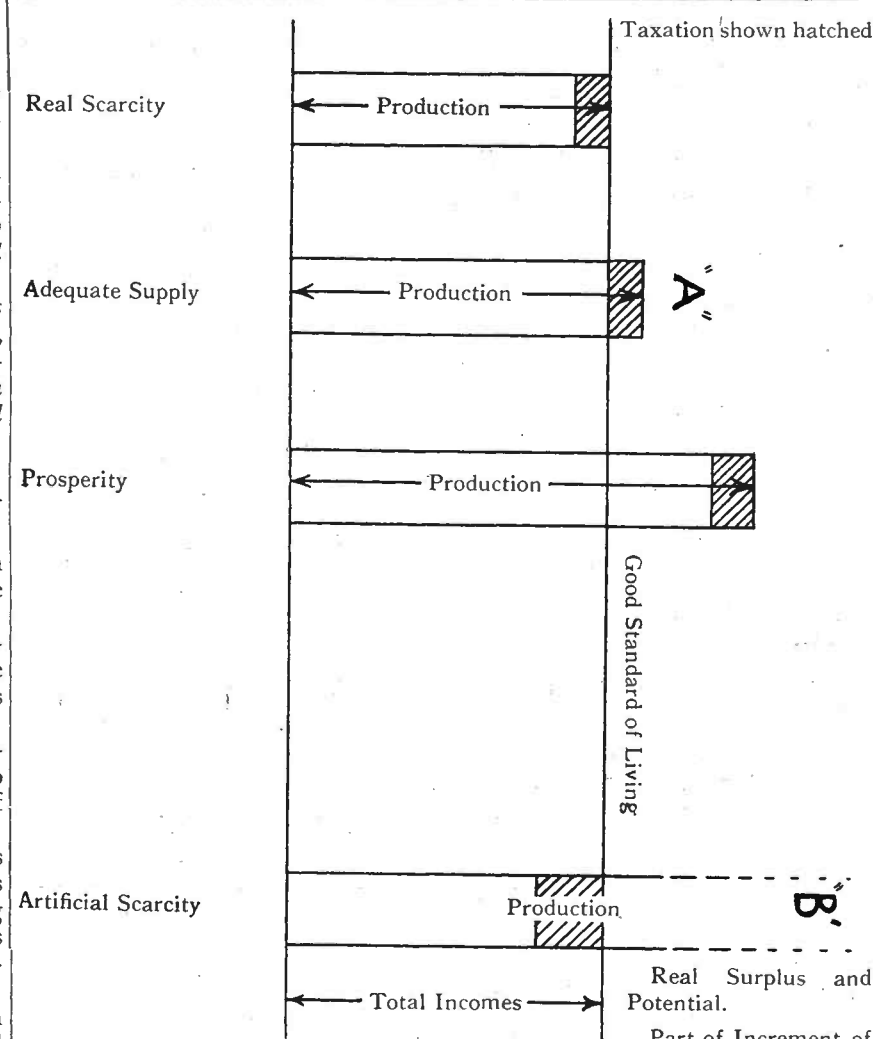 Taxation shown hatched
Real Scarcity
Production
Adequate Supply
Production
"A"
Prosperity
Production
Good Standard of Living
Artificial Scarcity
Production
"B"
Total Incomes
Real Surplus and
Potential.
Part of Increment of